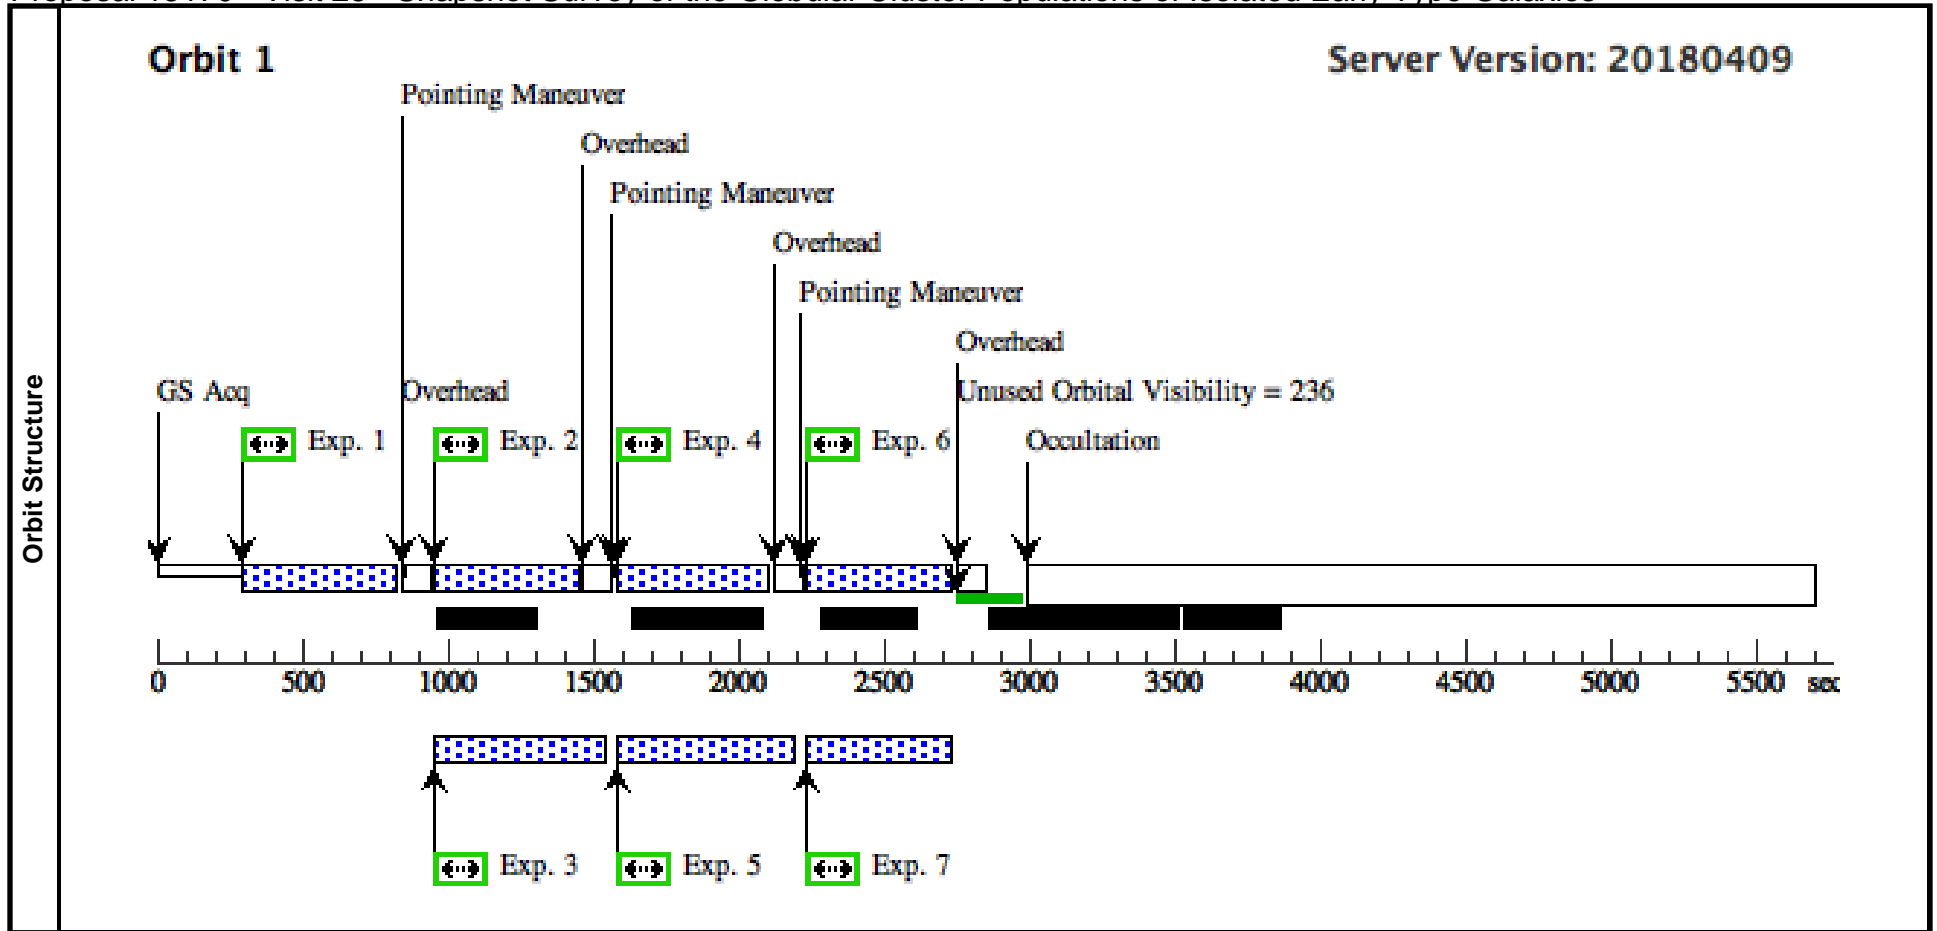 Orbit 1
Server Version: 20180409
Pointing Maneuver
Overhead
Pointing Maneuver
Overhead
Pointing Maneuver
Overhead
GS Acq
Overhead
Unused Orbital Visibility = 236
Exp. 1
Exp. 2
Exp. 4
Exp. 6
Occultation
Orbit Structure
0 500 1000 1500 2000 2500 3000 3500 4000 4500 5000 5500 sec
Exp. 3
Exp. 5
Exp. 7